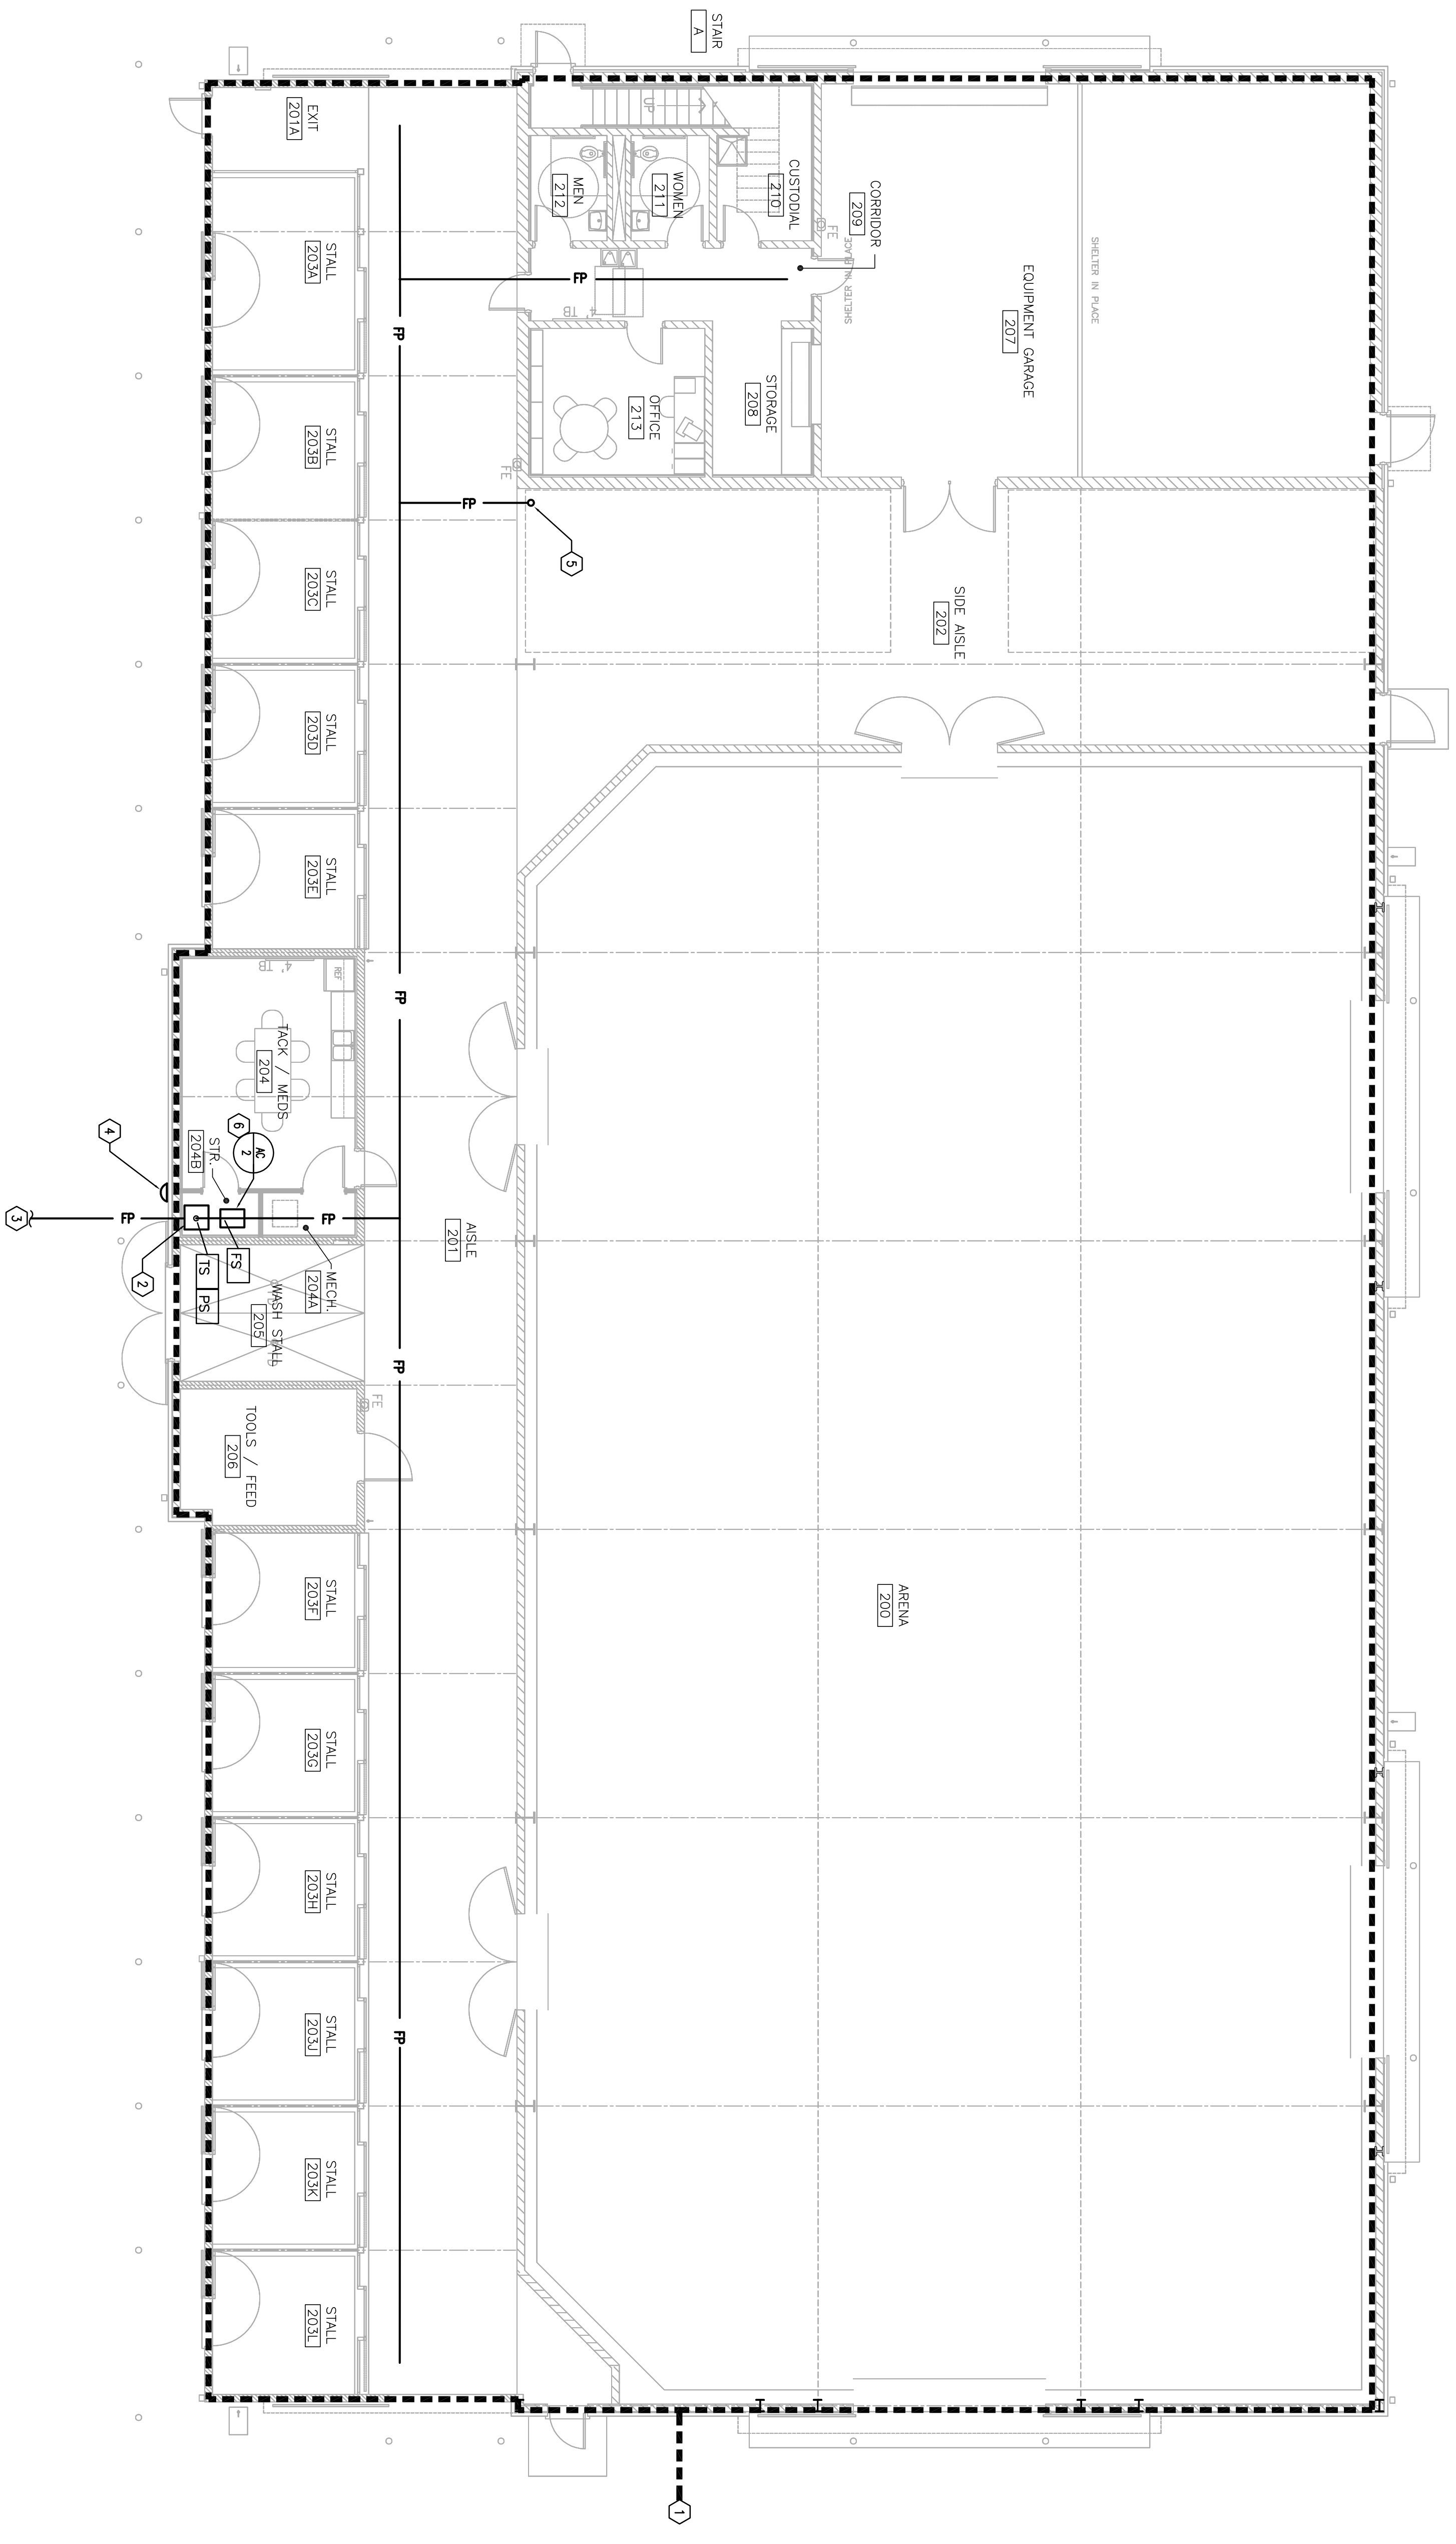 STAIR
A
EXIT
201A
UP
MEN
212
WOMEN
211
CUSTODIAL
210
FE
CORRIDOR
209
SHELTER IN PLACE
SHELTER IN PLACE
EQUIPMENT GARAGE
207
STALL
203A
FP
FP
4' TB
STALL
203B
OFFICE
213
STORAGE
208
FE
FP
5
STALL
203C
SIDE AISLE
202
STALL
203D
STALL
203E
4' TB
REF
FP
TACK / MEDS
204
4
6
AC
2
STR.
204B
3
FP
FP
2
TS
PS
FS
MECH.
204A
AISLE
201
WASH STALL
205
FP
FE
TOOLS / FEED
206
STALL
203F
ARENA
200
STALL
203G
STALL
203H
STALL
203J
FP
STALL
203K
STALL
203L
1